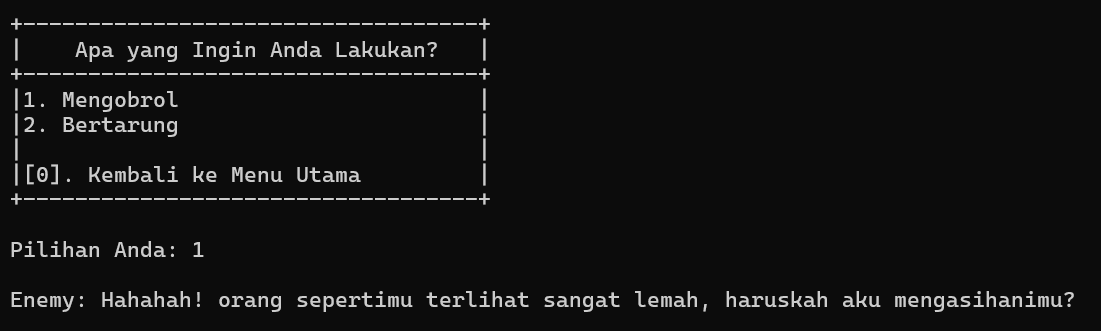 +-----------------------------------+
|    Apa yang Ingin Anda Lakukan?   |
+-----------------------------------+
|1. Mengobrol                       |
|2. Bertarung                       |
|                                   |
|[0]. Kembali ke Menu Utama         |
+-----------------------------------+
Pilihan Anda: 1
Enemy: Hahahah! orang sepertimu terlihat sangat lemah, haruskah aku mengasihanimu?